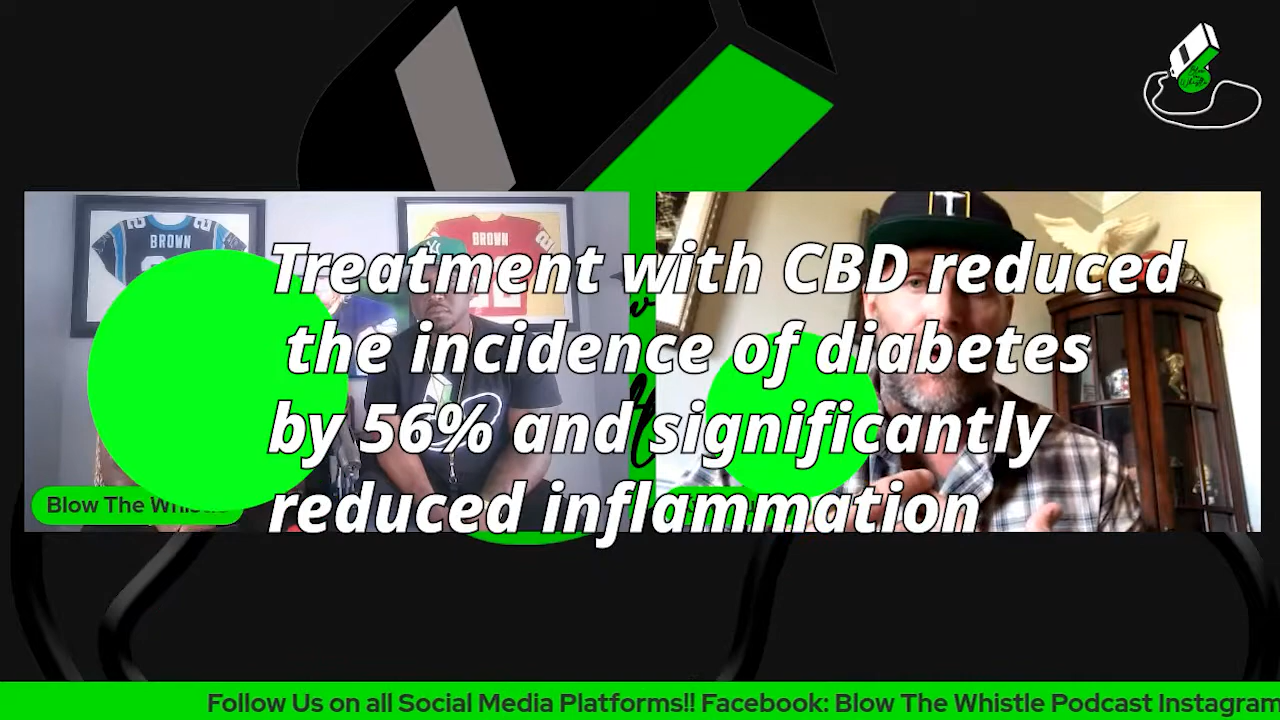 BROWN
BROWN
Treatment with CBD reduced
the incidence of diabetes
by 56% and significantly
reduced inflammation
Blow The
Follow Us on all Social Media Platforms!! Facebook: Blow The Whistle Podcast Instagram